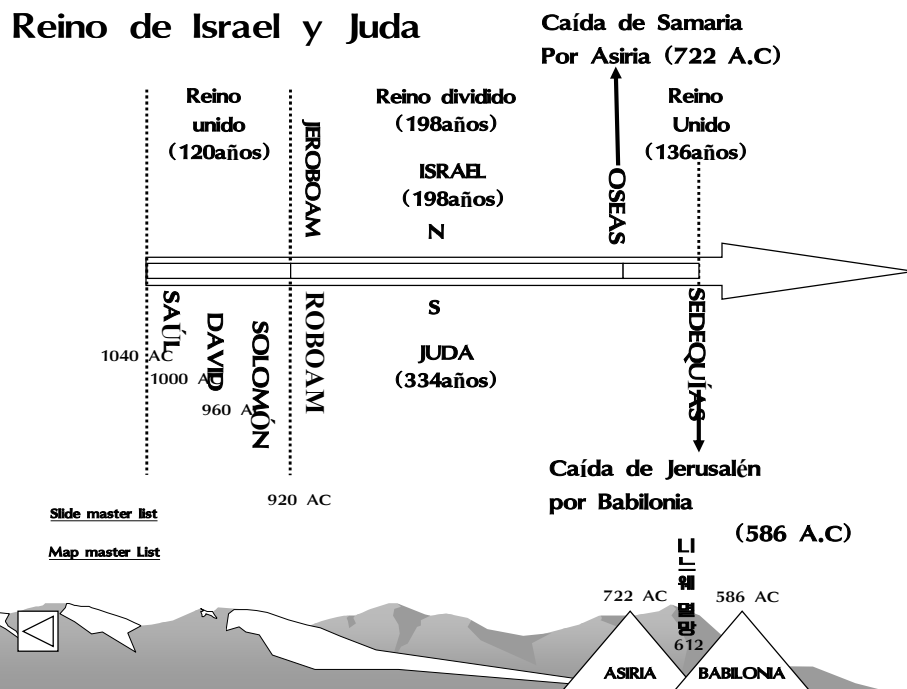 Reino de Israel y Juda
Caída de Samaria
Por Asiria (722 A.C)
Reino
unido
(120años)
JEROBOAM
Reino dividido
(198años)
ISRAEL
(198años)
N
OSEAS
Reino
Unido
(136años)
SAÚL
DAVID
SOLOMÓN
ROBOAM
S
JUDA
(334años)
SEDEQUÍAS
1040 AC
1000 AC
960 AC
920 AC
Caída de Jerusalén
por Babilonia
(586 A.C)
Slide master list
Map master List
니느웨 멸망
612
722 AC
586 AC
ASIRIA
BABILONIA